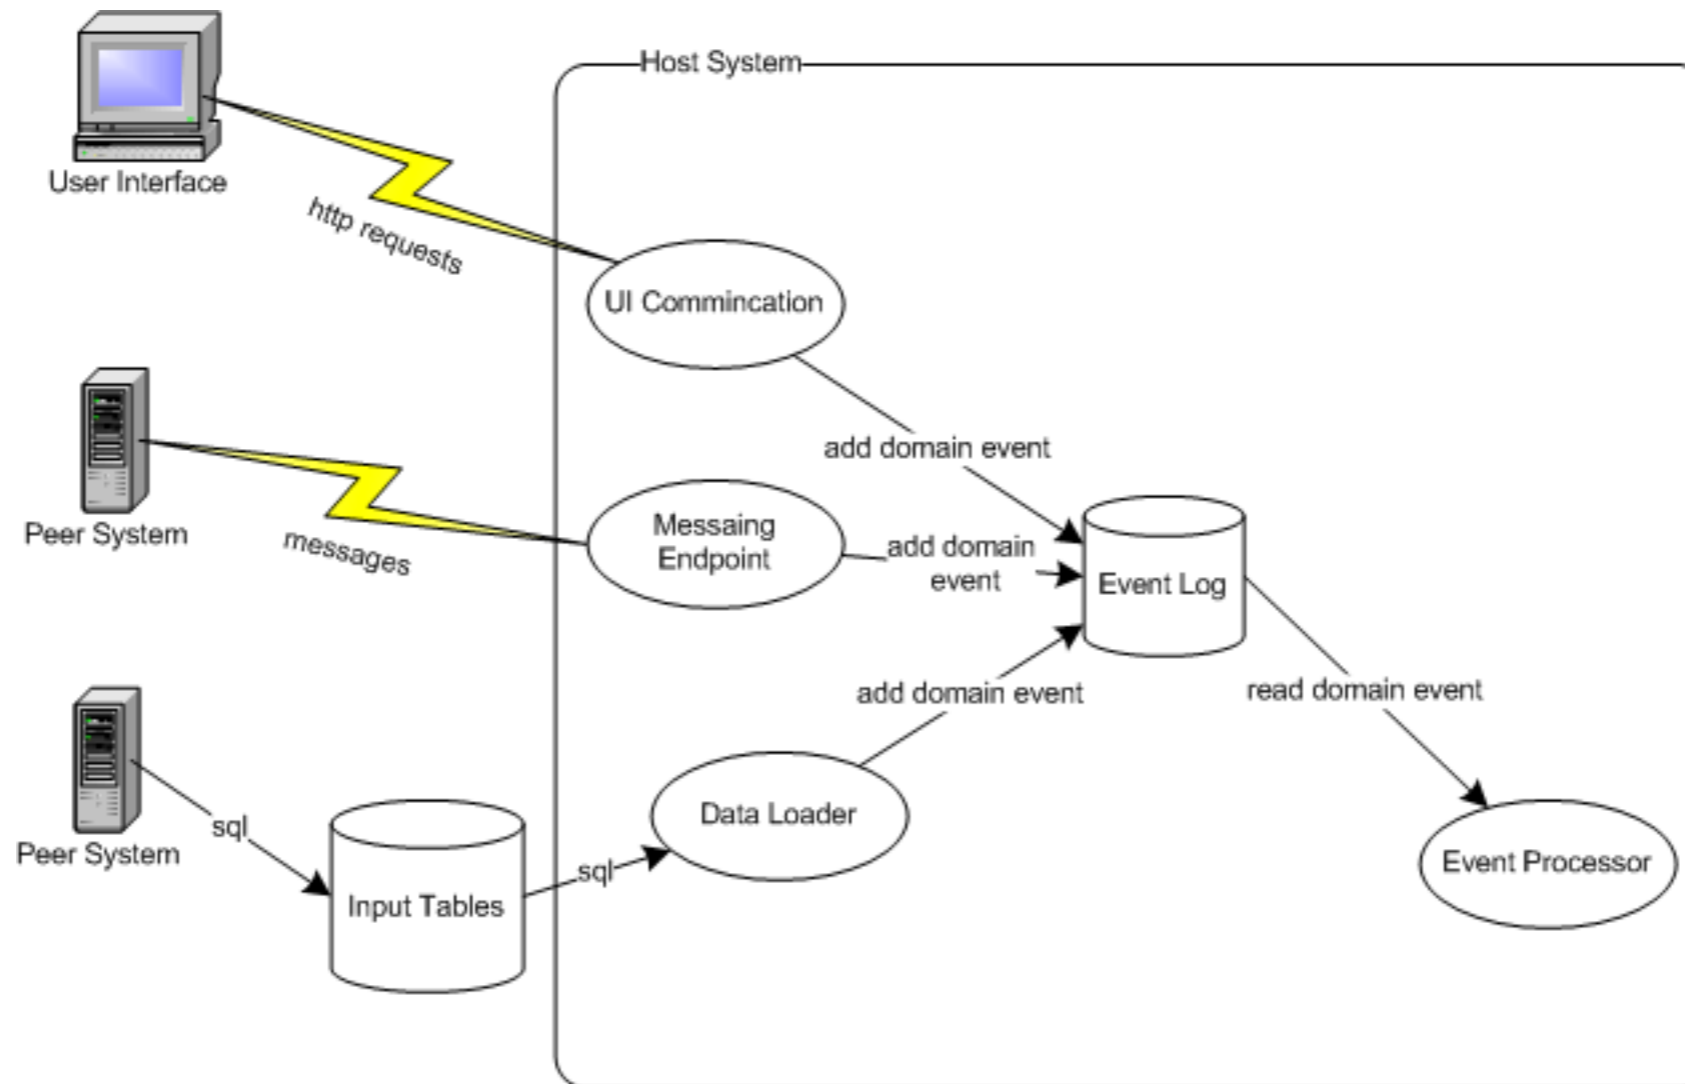 Host System
User Interface
http requests
UI Commincation
add domain event
Peer System
messages
Messaing
Endpoint
add domain
event
Event Log
read domain event
add domain event
Peer System
sql
Input Tables
sql
Data Loader
Event Processor